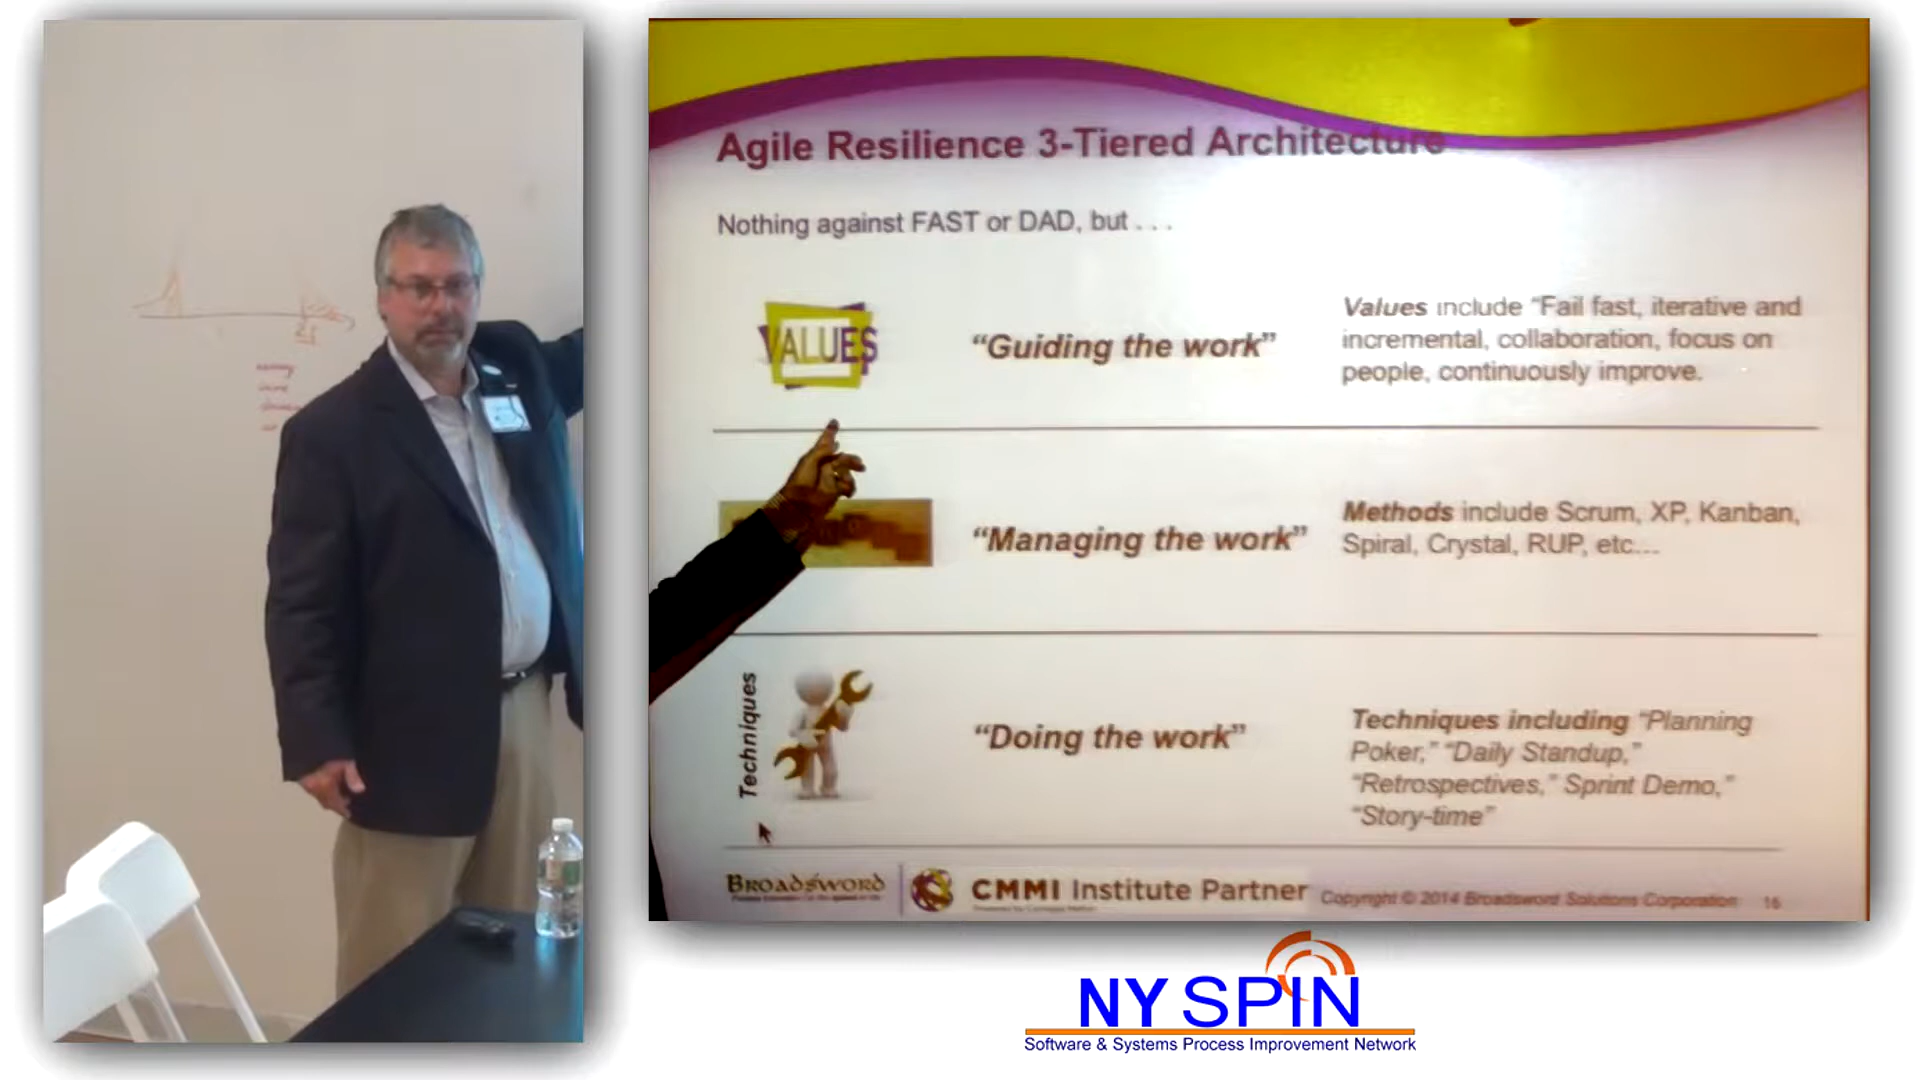 Agile Resilience 3-Tiered Architecture
Nothing against FAST or DAD, but . . .
VALUES
“Guiding the work”
Values include “Fail fast, iterative and
incremental, collaboration, focus on
people, continuously improve.
“Managing the work”
Methods include Scrum, XP, Kanban,
Spiral, Crystal, RUP, etc...
Techniques
“Doing the work”
Techniques including “Planning
Poker,” “Daily Standup,”
“Retrospectives,” Sprint Demo,”
“Story-time”
BROADSWORD
CMMI Institute Partner
Copyright © 2014 Broadsword Solutions Corporation 16
NY SPIN
Software & Systems Process Improvement Network